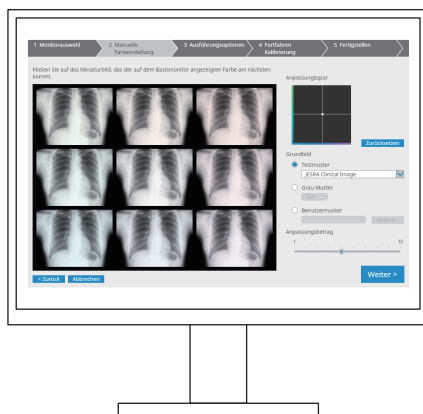 1 Monitorauswahl
2 Manuelle
Farbeinstellung
3 Ausführungsoptionen
4 Fortfahren
Kalibrierung
5 Fertigstellen
Klicken Sie auf das Miniaturbild, das der auf dem Basismonitor angezeigten Farbe am nächsten
kommt.
Anpassungsspur
Zurücksetzen
Grundbild
Testmuster
JESRA Clinical Image
Grau Muster
Benutzermuster
Anpassungsbetrag
1 10
< Zurück Abbrechen
Weiter >